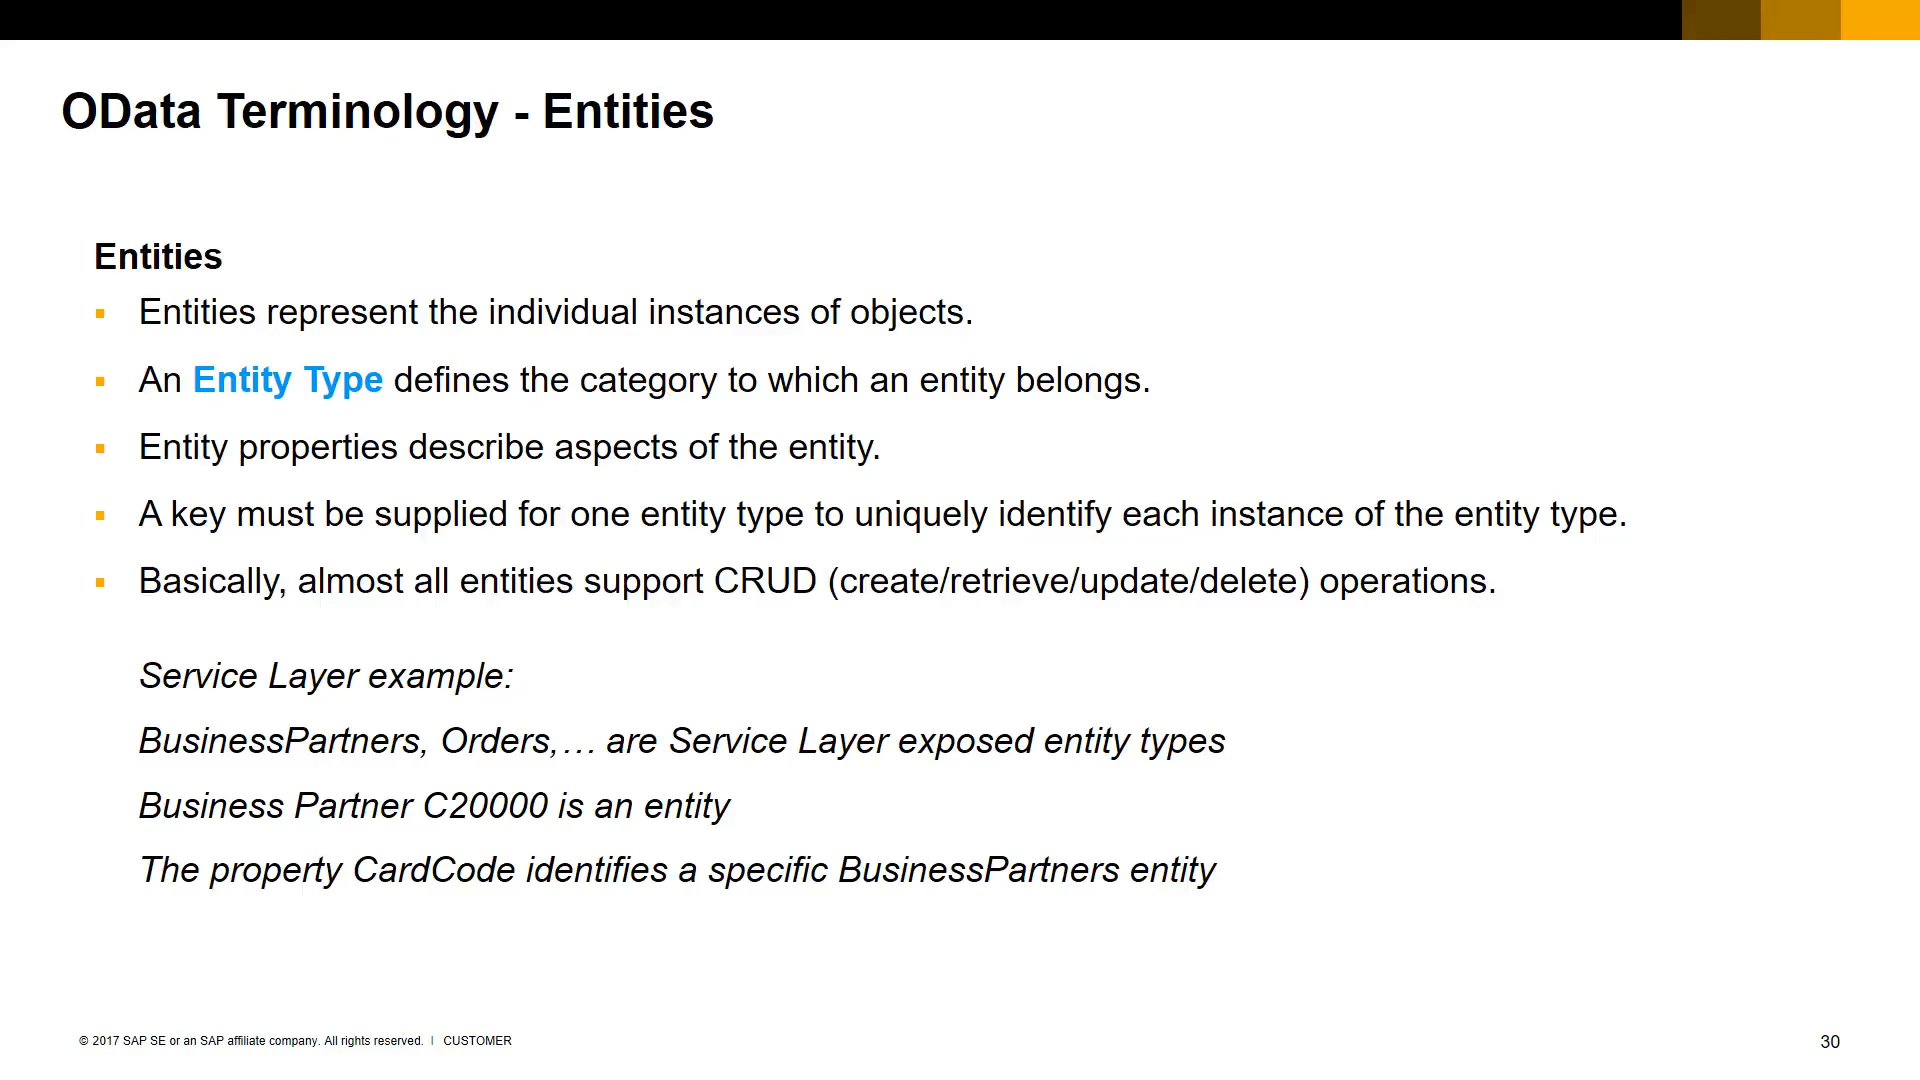 OData Terminology - Entities
Entities
▪ Entities represent the individual instances of objects.
▪ An Entity Type defines the category to which an entity belongs.
▪ Entity properties describe aspects of the entity.
▪ A key must be supplied for one entity type to uniquely identify each instance of the entity type.
▪ Basically, almost all entities support CRUD (create/retrieve/update/delete) operations.
Service Layer example:
BusinessPartners, Orders,… are Service Layer exposed entity types
Business Partner C20000 is an entity
The property CardCode identifies a specific BusinessPartners entity
© 2017 SAP SE or an SAP affiliate company. All rights reserved. | CUSTOMER
30